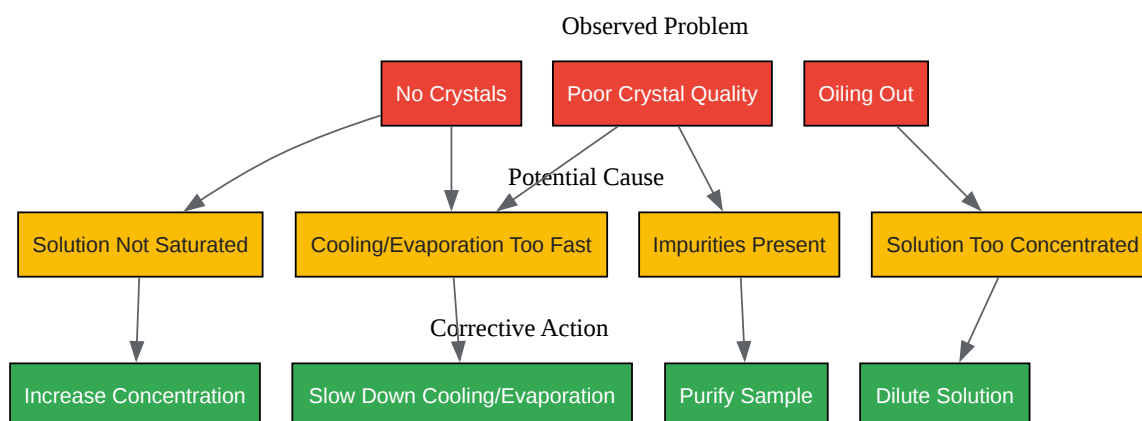 Observed Problem
No Crystals
Poor Crystal Quality
Oiling Out
Potential Cause
Solution Not Saturated
Cooling/Evaporation Too Fast
Impurities Present
Solution Too Concentrated
Corrective Action
Increase Concentration
Slow Down Cooling/Evaporation
Purify Sample
Dilute Solution